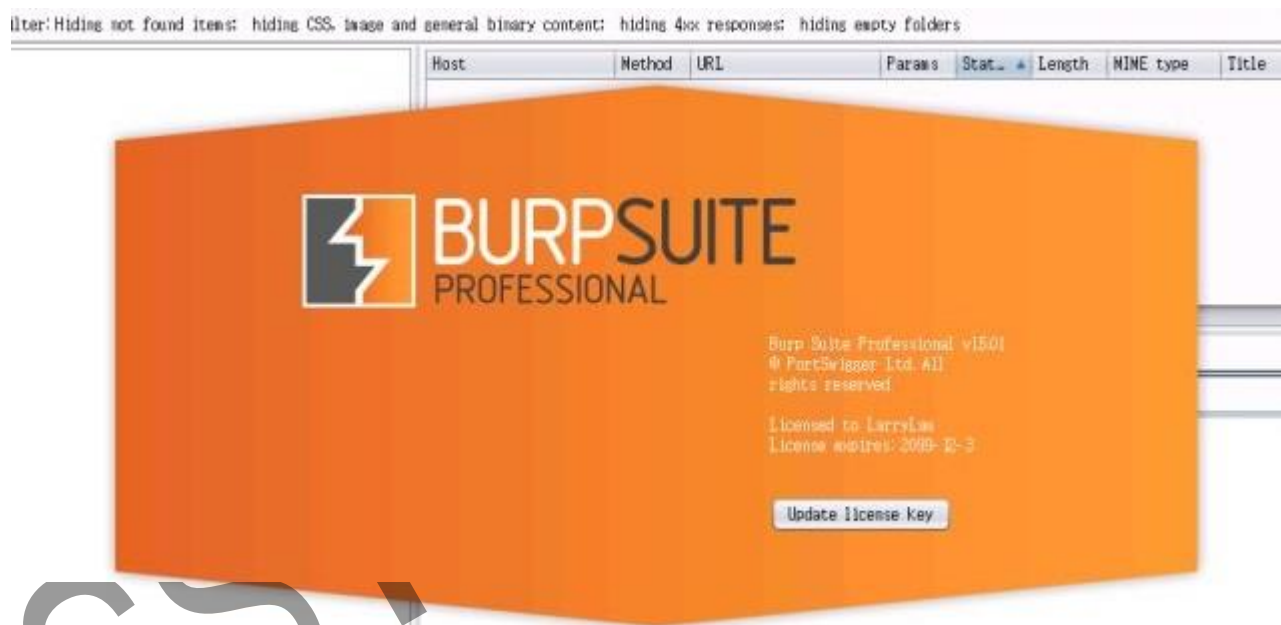 ilter:Hiding not found items; hiding CSS, image and general binary content; hiding 4xx responses; hiding empty folders
Host Method URL Params Stat… Length MIME type Title
BURPSUITE
PROFESSIONAL
Burp Suite Professional v1.5.01
© PortSwigger Ltd. All
rights reserved
Licensed to LarryLau
License expires: 2099-12-3
Update license key